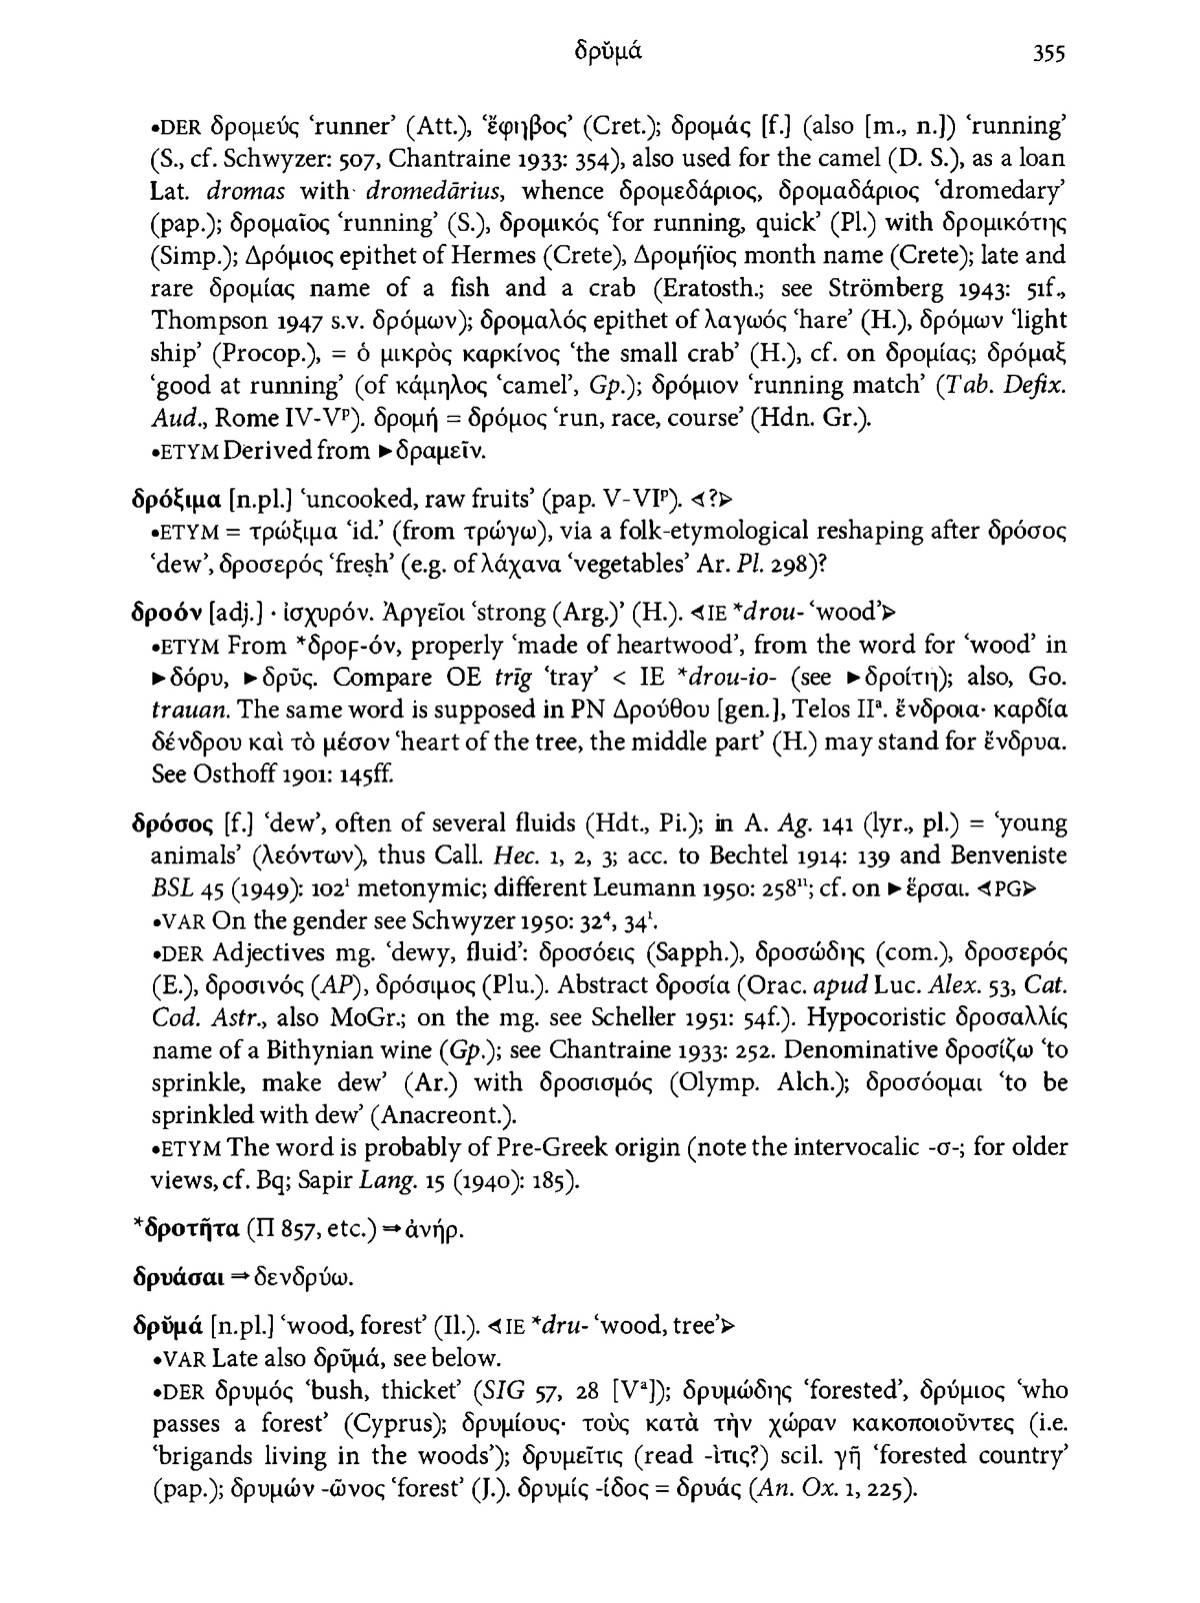 δρῠμά 355
•DER δρομεύς ‘runner’ (Att.), ‘ἔφηβος’ (Cret.); δρομάς [f.] (also [m., n.]) ‘running’
(S., cf. Schwyzer: 507, Chantraine 1933: 354), also used for the camel (D. S.), as a loan
Lat. dromas with dromedārius, whence δρομεδάριος, δρομαδάριος ‘dromedary’
(pap.); δρομαῖος ‘running’ (S.), δρομικός ‘for running, quick’ (Pl.) with δρομικότης
(Simp.); Δρόμιος epithet of Hermes (Crete), Δρομήϊος month name (Crete); late and
rare δρομίας name of a fish and a crab (Eratosth.; see Strömberg 1943: 51f.,
Thompson 1947 s.v. δρόμων); δρομαλός epithet of λαγωός ‘hare’ (H.), δρόμων ‘light
ship’ (Procop.), = ὁ μικρὸς καρκίνος ‘the small crab’ (H.), cf. on δρομίας; δρόμαξ
‘good at running’ (of κάμηλος ‘camel’, Gp.); δρόμιον ‘running match’ (Tab. Defix.
Aud., Rome IV-Vᵖ). δρομή = δρόμος ‘run, race, course’ (Hdn. Gr.).
•ETYM Derived from ►δραμεῖν.
δρόξιμα [n.pl.] ‘uncooked, raw fruits’ (pap. V-VIᵖ). ⊲?⊳
•ETYM = τρώξιμα ‘id.’ (from τρώγω), via a folk-etymological reshaping after δρόσος
‘dew’, δροσερός ‘fresh’ (e.g. of λάχανα ‘vegetables’ Ar. Pl. 298)?
δροόν [adj.] · ἰσχυρόν. Ἀργεῖοι ‘strong (Arg.)’ (H.). ⊲IE *drou- ‘wood’⊳
•ETYM From *δροϝ-όν, properly ‘made of heartwood’, from the word for ‘wood’ in
►δόρυ, ►δρῦς. Compare OE trīg ‘tray’ < IE *drou-io- (see ►δροίτη); also, Go.
trauan. The same word is supposed in PN Δρούθου [gen.], Telos IIᵃ. ἔνδροια· καρδία
δένδρου καὶ τὸ μέσον ‘heart of the tree, the middle part’ (H.) may stand for ἔνδρυα.
See Osthoff 1901: 145ff.
δρόσος [f.] ‘dew’, often of several fluids (Hdt., Pi.); in A. Ag. 141 (lyr., pl.) = ‘young
animals’ (λεόντων), thus Call. Hec. 1, 2, 3; acc. to Bechtel 1914: 139 and Benveniste
BSL 45 (1949): 102¹ metonymic; different Leumann 1950: 258¹¹; cf. on ►ἕρσαι. ⊲PG⊳
•VAR On the gender see Schwyzer 1950: 32⁴, 34¹.
•DER Adjectives mg. ‘dewy, fluid’: δροσόεις (Sapph.), δροσώδης (com.), δροσερός
(E.), δροσινός (AP), δρόσιμος (Plu.). Abstract δροσία (Orac. apud Luc. Alex. 53, Cat.
Cod. Astr., also MoGr.; on the mg. see Scheller 1951: 54f.). Hypocoristic δροσαλλίς
name of a Bithynian wine (Gp.); see Chantraine 1933: 252. Denominative δροσίζω ‘to
sprinkle, make dew’ (Ar.) with δροσισμός (Olymp. Alch.); δροσόομαι ‘to be
sprinkled with dew’ (Anacreont.).
•ETYM The word is probably of Pre-Greek origin (note the intervocalic -σ-; for older
views, cf. Bq; Sapir Lang. 15 (1940): 185).
*δροτῆτα (Π 857, etc.) ⇒ ἀνήρ.
δρυάσαι ⇒ δενδρύω.
δρῠμά [n.pl.] ‘wood, forest’ (Il.). ⊲IE *dru- ‘wood, tree’⊳
•VAR Late also δρῡμά, see below.
•DER δρυμός ‘bush, thicket’ (SIG 57, 28 [Vᵃ]); δρυμώδης ‘forested’, δρύμιος ‘who
passes a forest’ (Cyprus); δρυμίους· τοὺς κατὰ τὴν χώραν κακοποιοῦντες (i.e.
‘brigands living in the woods’); δρυμεῖτις (read -ῖτις?) scil. γῆ ‘forested country’
(pap.); δρυμών -ῶνος ‘forest’ (J.). δρυμίς -ίδος = δρυάς (An. Ox. 1, 225).